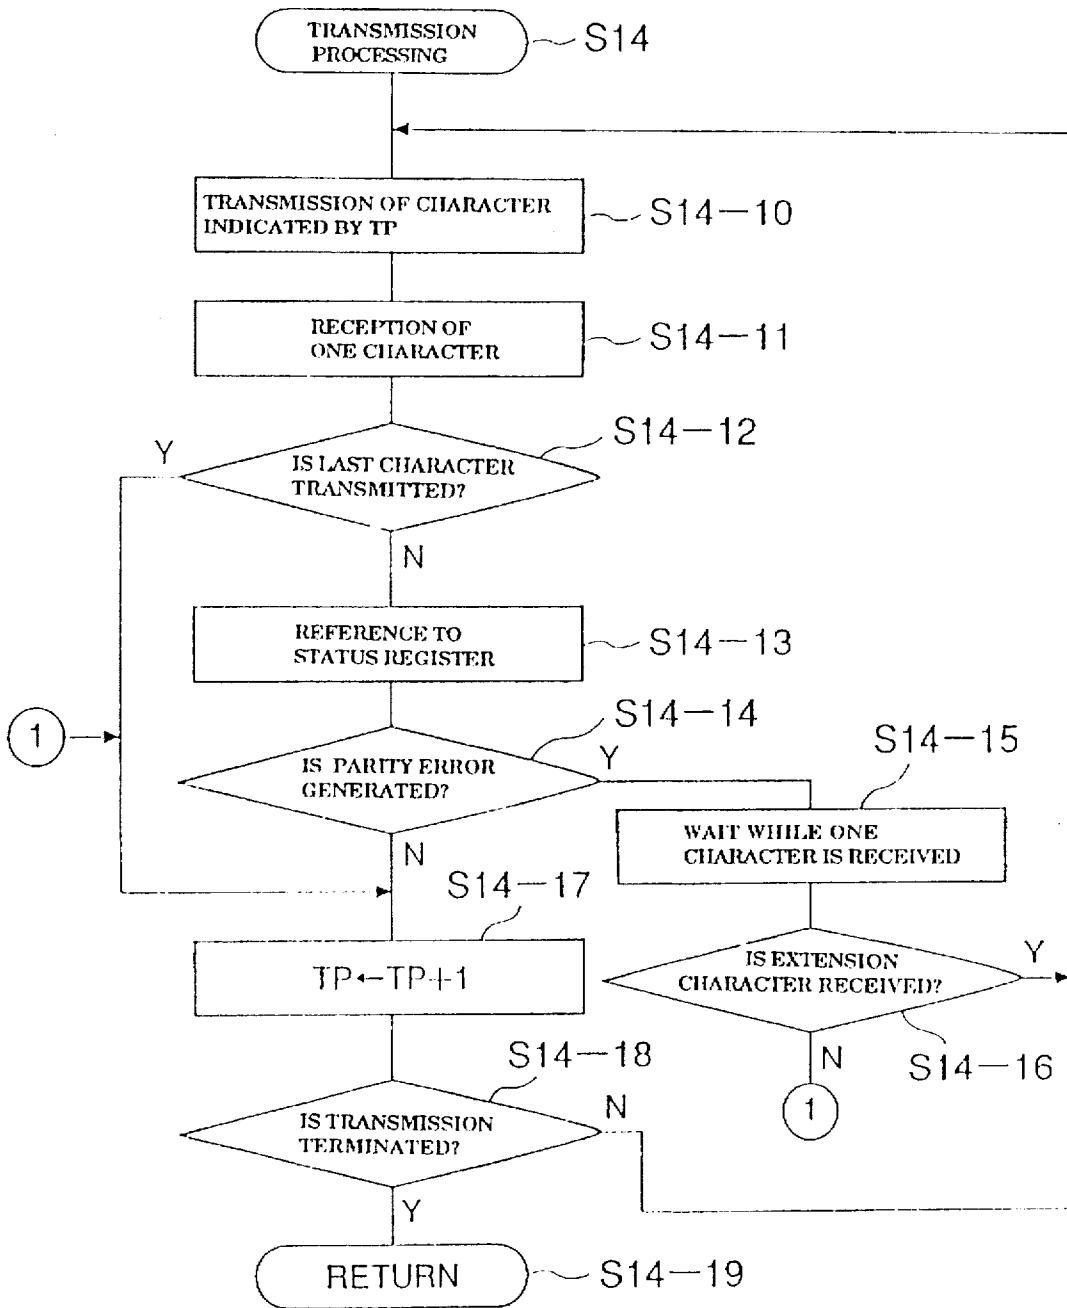 TRANSMISSION
PROCESSING
S14
TRANSMISSION OF CHARACTER
INDICATED BY TP
S14-10
RECEPTION OF
ONE CHARACTER
S14-11
S14-12
Y
IS LAST CHARACTER
TRANSMITTED?
N
REFERENCE TO
STATUS REGISTER
S14-13
S14-14
1
IS PARITY ERROR
GENERATED?
Y
N
S14-15
WAIT WHILE ONE
CHARACTER IS RECEIVED
S14-17
TP←TP+1
IS EXTENSION
CHARACTER RECEIVED?
Y
S14-16
N
1
S14-18
IS TRANSMISSION
TERMINATED?
N
Y
RETURN
S14-19